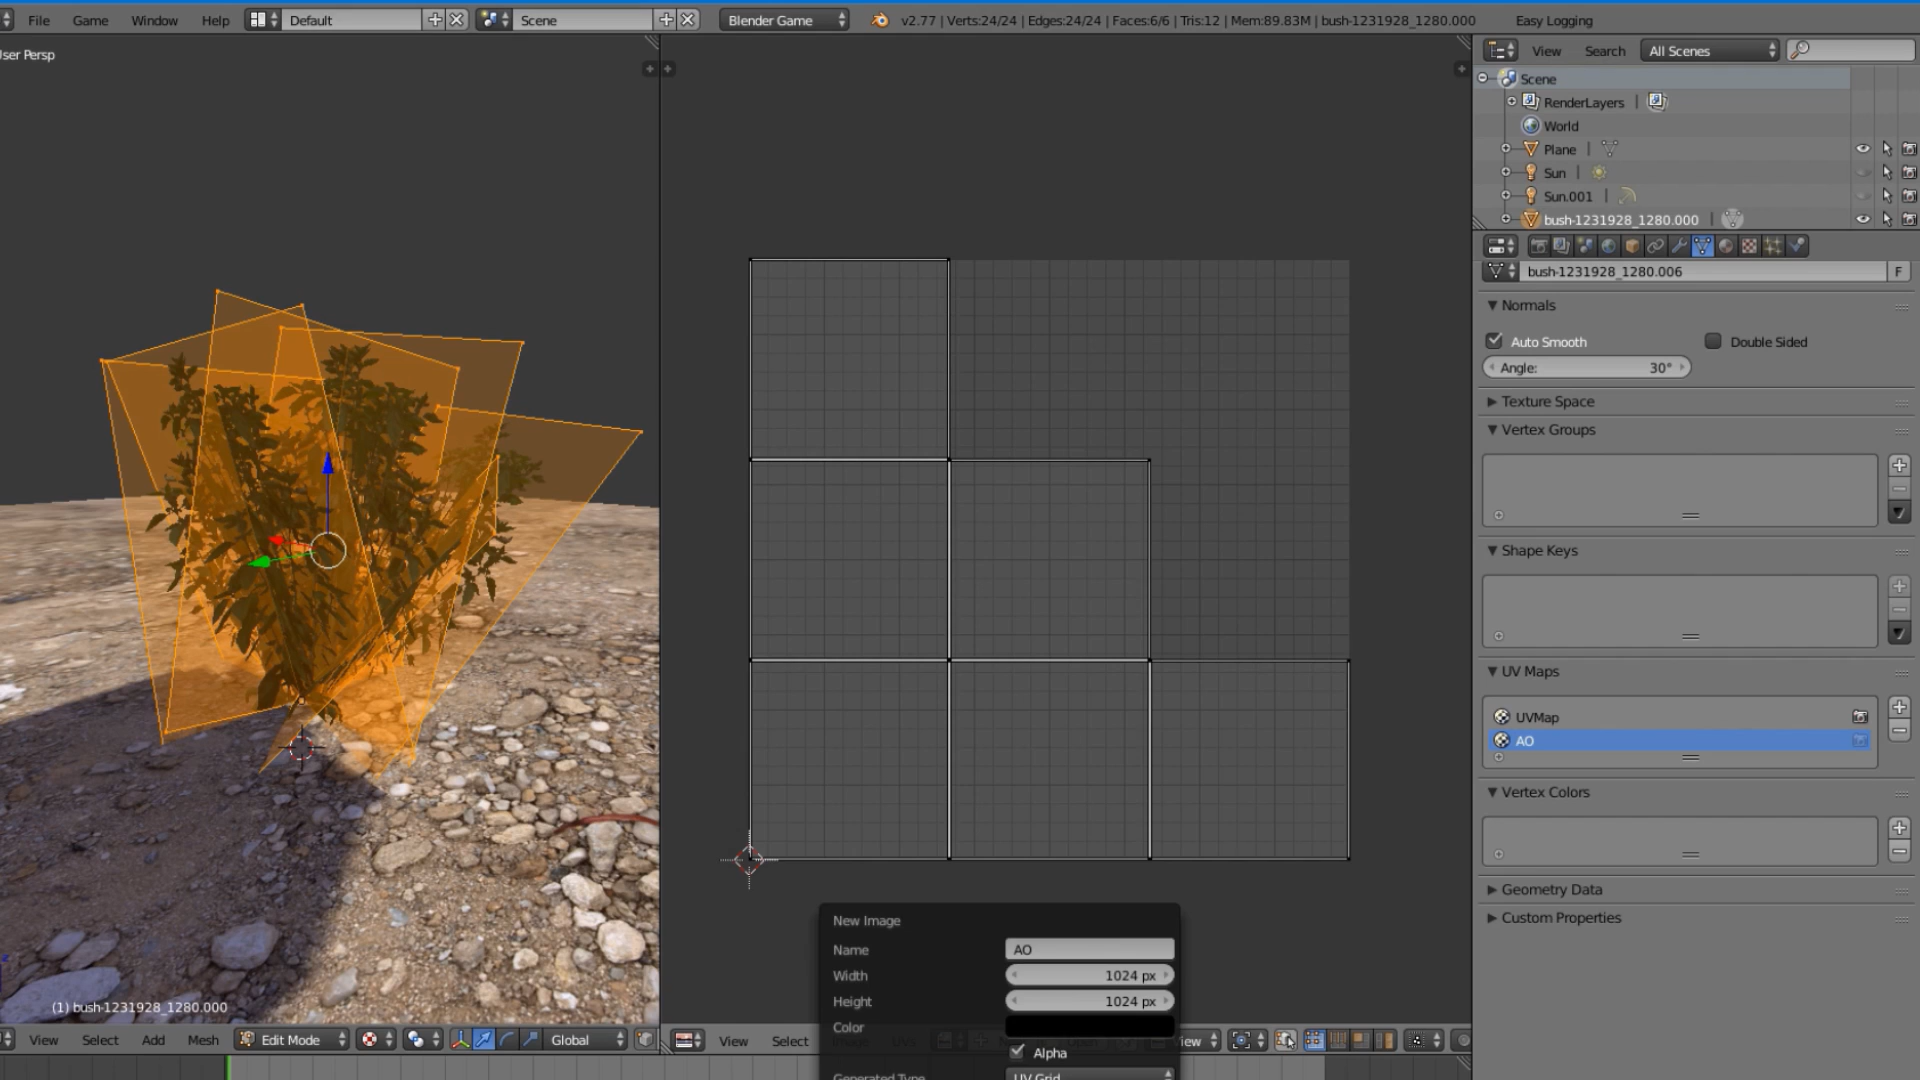 File Game Window Help Default Scene Blender Game v2.77 | Verts:24/24 | Edges:24/24 | Faces:6/6 | Tris:12 | Mem:89.83M | bush-1231928_1280.000 Easy Logging
ser Persp
View Search All Scenes
Scene
RenderLayers
World
Plane
Sun
Sun.001
bush-1231928_1280.000
bush-1231928_1280.006 F
Normals
Auto Smooth Double Sided
Angle: 30°
Texture Space
Vertex Groups
Shape Keys
UV Maps
UVMap
AO
Vertex Colors
Geometry Data
Custom Properties
New Image
Name AO
Width 1024 px
Height 1024 px
Color
Alpha
Generated Type UV Grid
(1) bush-1231928_1280.000
View Select Add Mesh Edit Mode Global
View Select View